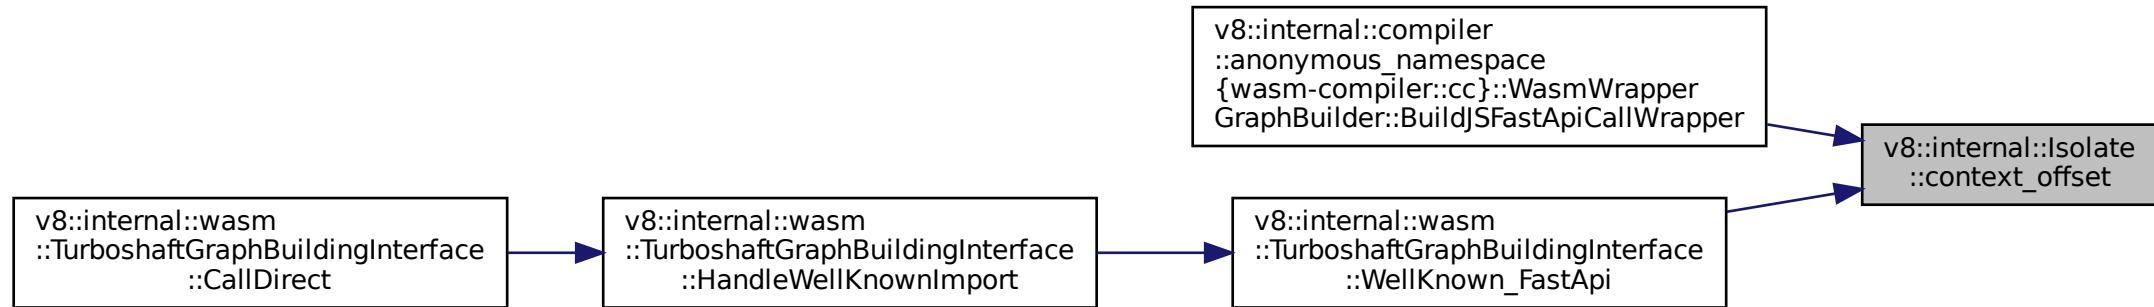 v8::internal::compiler
::anonymous_namespace
{wasm-compiler::cc}::WasmWrapper
GraphBuilder::BuildJSFastApiCallWrapper
v8::internal::Isolate
::context_offset
v8::internal::wasm
::TurboshaftGraphBuildingInterface
::CallDirect
v8::internal::wasm
::TurboshaftGraphBuildingInterface
::HandleWellKnownImport
v8::internal::wasm
::TurboshaftGraphBuildingInterface
::WellKnown_FastApi